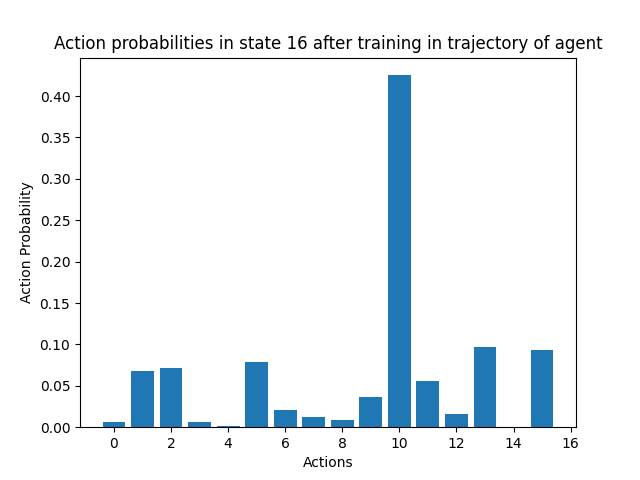 Action probabilities in state 16 after training in trajectory of agent
0.40
0.35
0.30
0.25
0.20
0.15
0.10
0.05
0.00
Action Probability
0 2 4 6 8 10 12 14 16
Actions